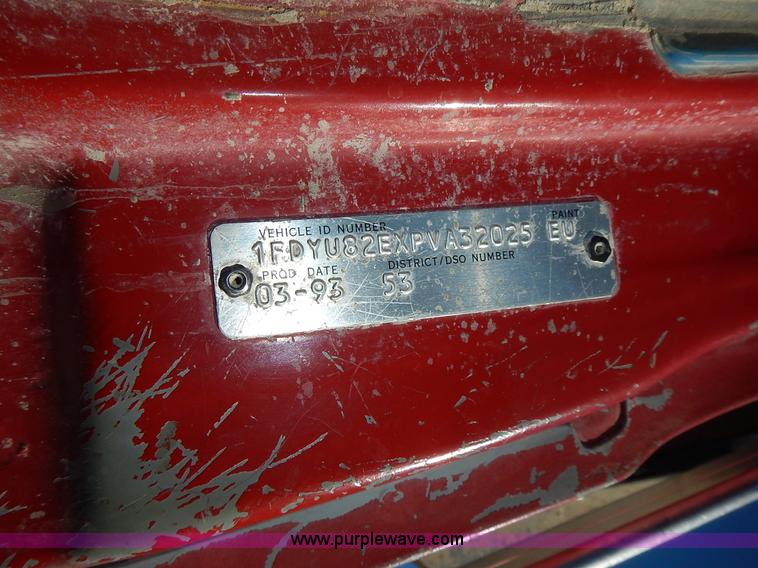 VEHICLE ID NUMBER PAINT
1FDYU82EXPVA32025 EU
PROD DATE DISTRICT/DSO NUMBER
03-93 53
www.purplewave.com